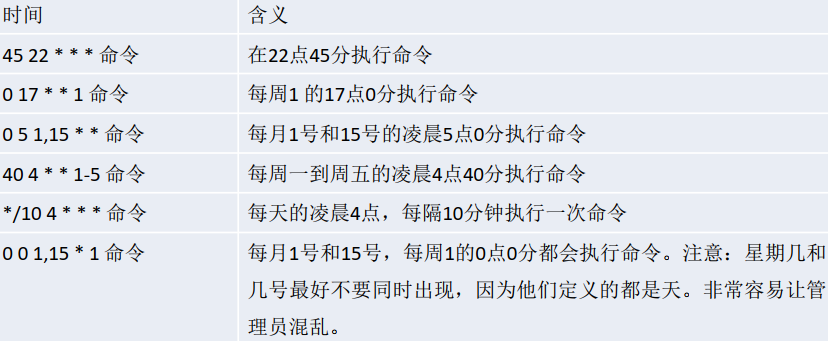 时间 含义
45 22 * * * 命令 在22点45分执行命令
0 17 * * 1 命令 每周1 的17点0分执行命令
0 5 1,15 * * 命令 每月1号和15号的凌晨5点0分执行命令
40 4 * * 1-5 命令 每周一到周五的凌晨4点40分执行命令
*/10 4 * * * 命令 每天的凌晨4点，每隔10分钟执行一次命令
0 0 1,15 * 1 命令 每月1号和15号，每周1的0点0分都会执行命令。注意：星期几和
几号最好不要同时出现，因为他们定义的都是天。非常容易让管
理员混乱。